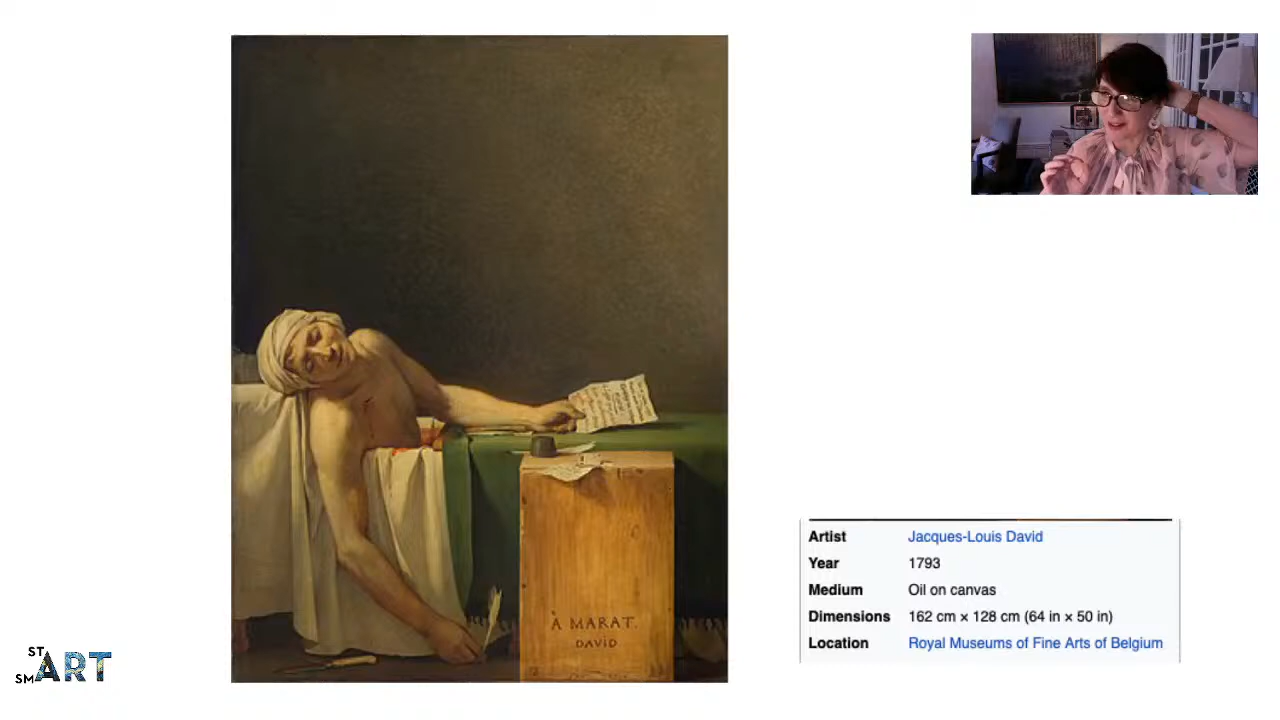 À MARAT.
DAVID
Artist Jacques-Louis David
Year 1793
Medium Oil on canvas
Dimensions 162 cm × 128 cm (64 in × 50 in)
Location Royal Museums of Fine Arts of Belgium
ST
SMART